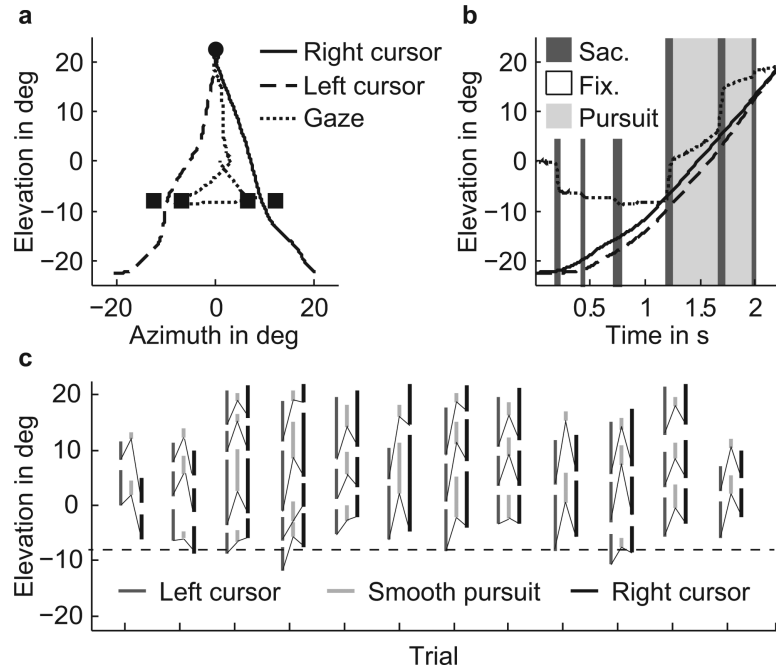 a
Elevation in deg
20
10
0
−10
−20
Right cursor
Left cursor
Gaze
−20
0
20
Azimuth in deg
b
Elevation in deg
20
10
0
−10
−20
Sac.
Fix.
Pursuit
0.5
1
1.5
2
Time in s
c
Elevation in deg
20
10
0
−10
−20
Left cursor
Smooth pursuit
Right cursor
Trial